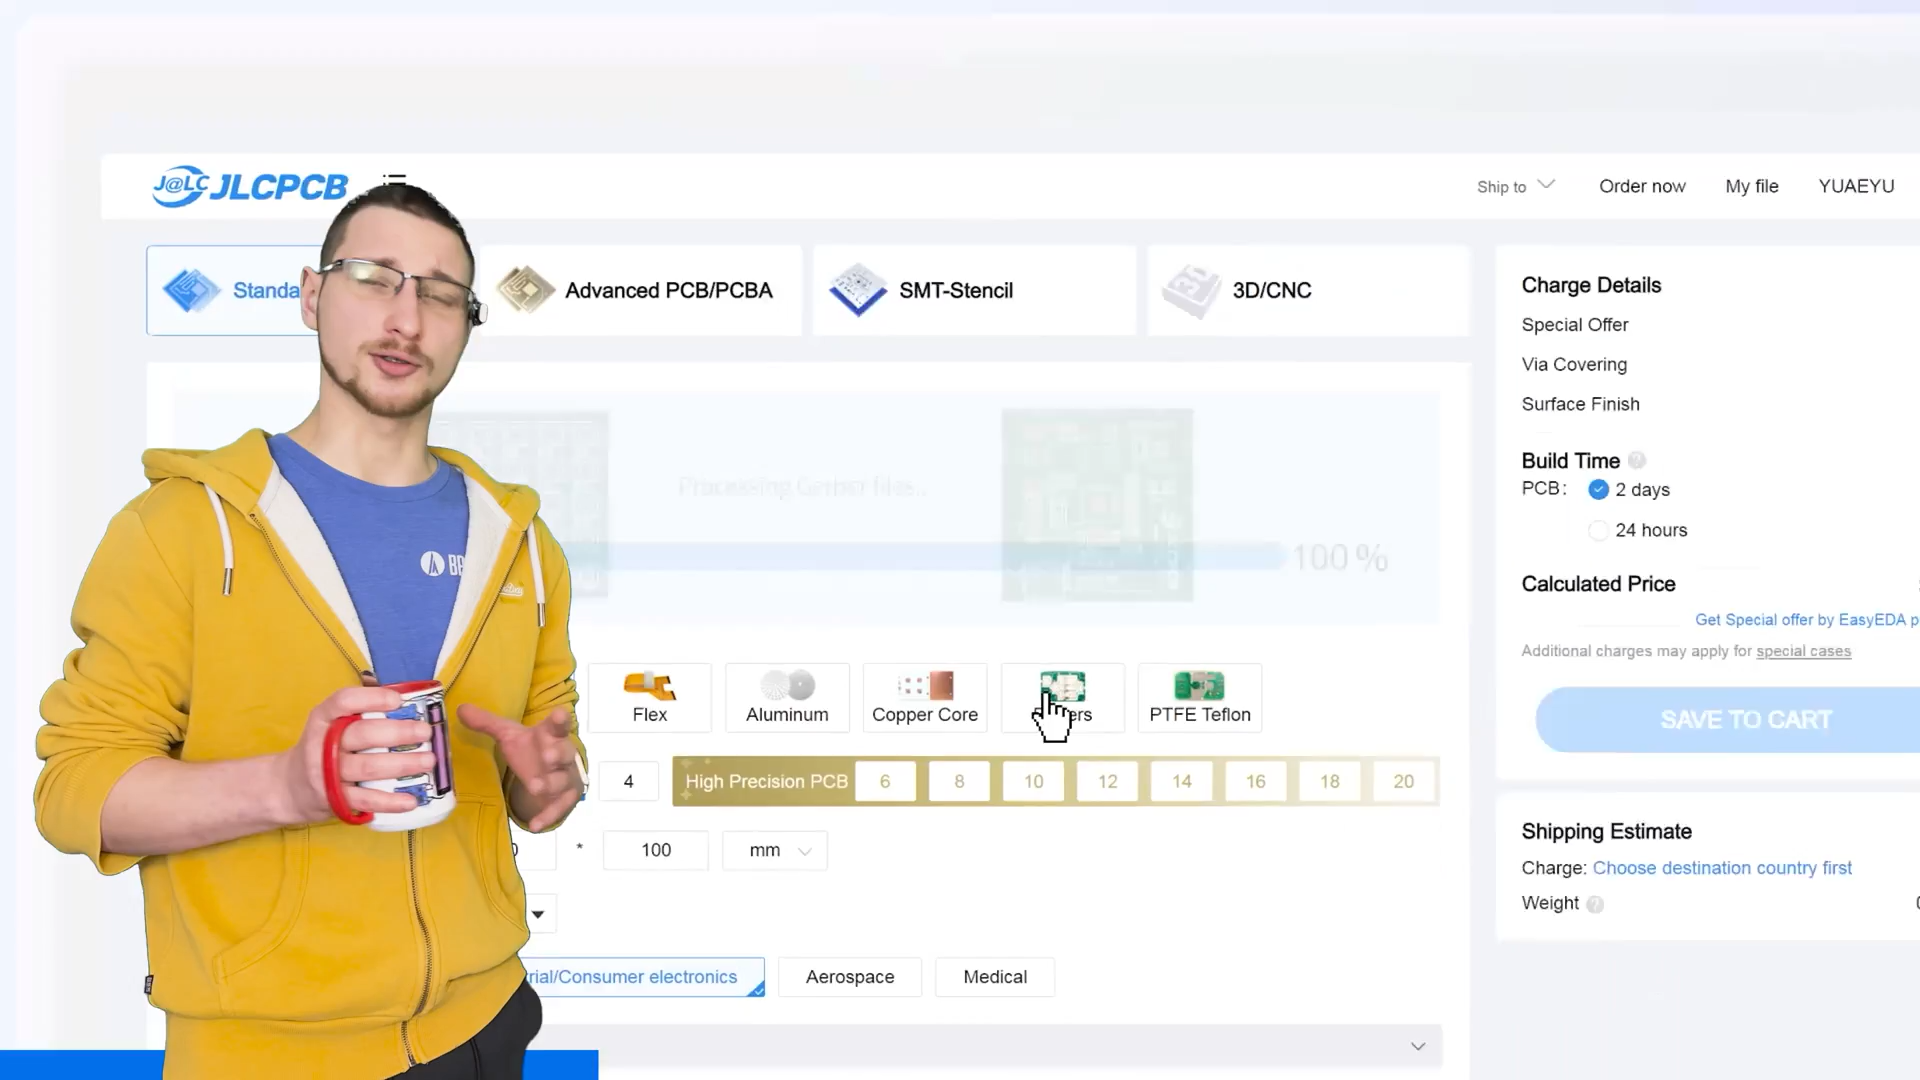 J@LC JLCPCB
Ship to
Order now
My file
YUAEYU
Standa
Advanced PCB/PCBA
SMT-Stencil
3D/CNC
Processing Gerber files..
100 %
Flex
Aluminum
Copper Core
PTFE Teflon
4
High Precision PCB
6
8
10
12
14
16
18
20
*
100
mm
rial/Consumer electronics
Aerospace
Medical
Charge Details
Special Offer
Via Covering
Surface Finish
Build Time
PCB:
2 days
24 hours
Calculated Price
Get Special offer by EasyEDA p
Additional charges may apply for special cases
SAVE TO CART
Shipping Estimate
Charge: Choose destination country first
Weight